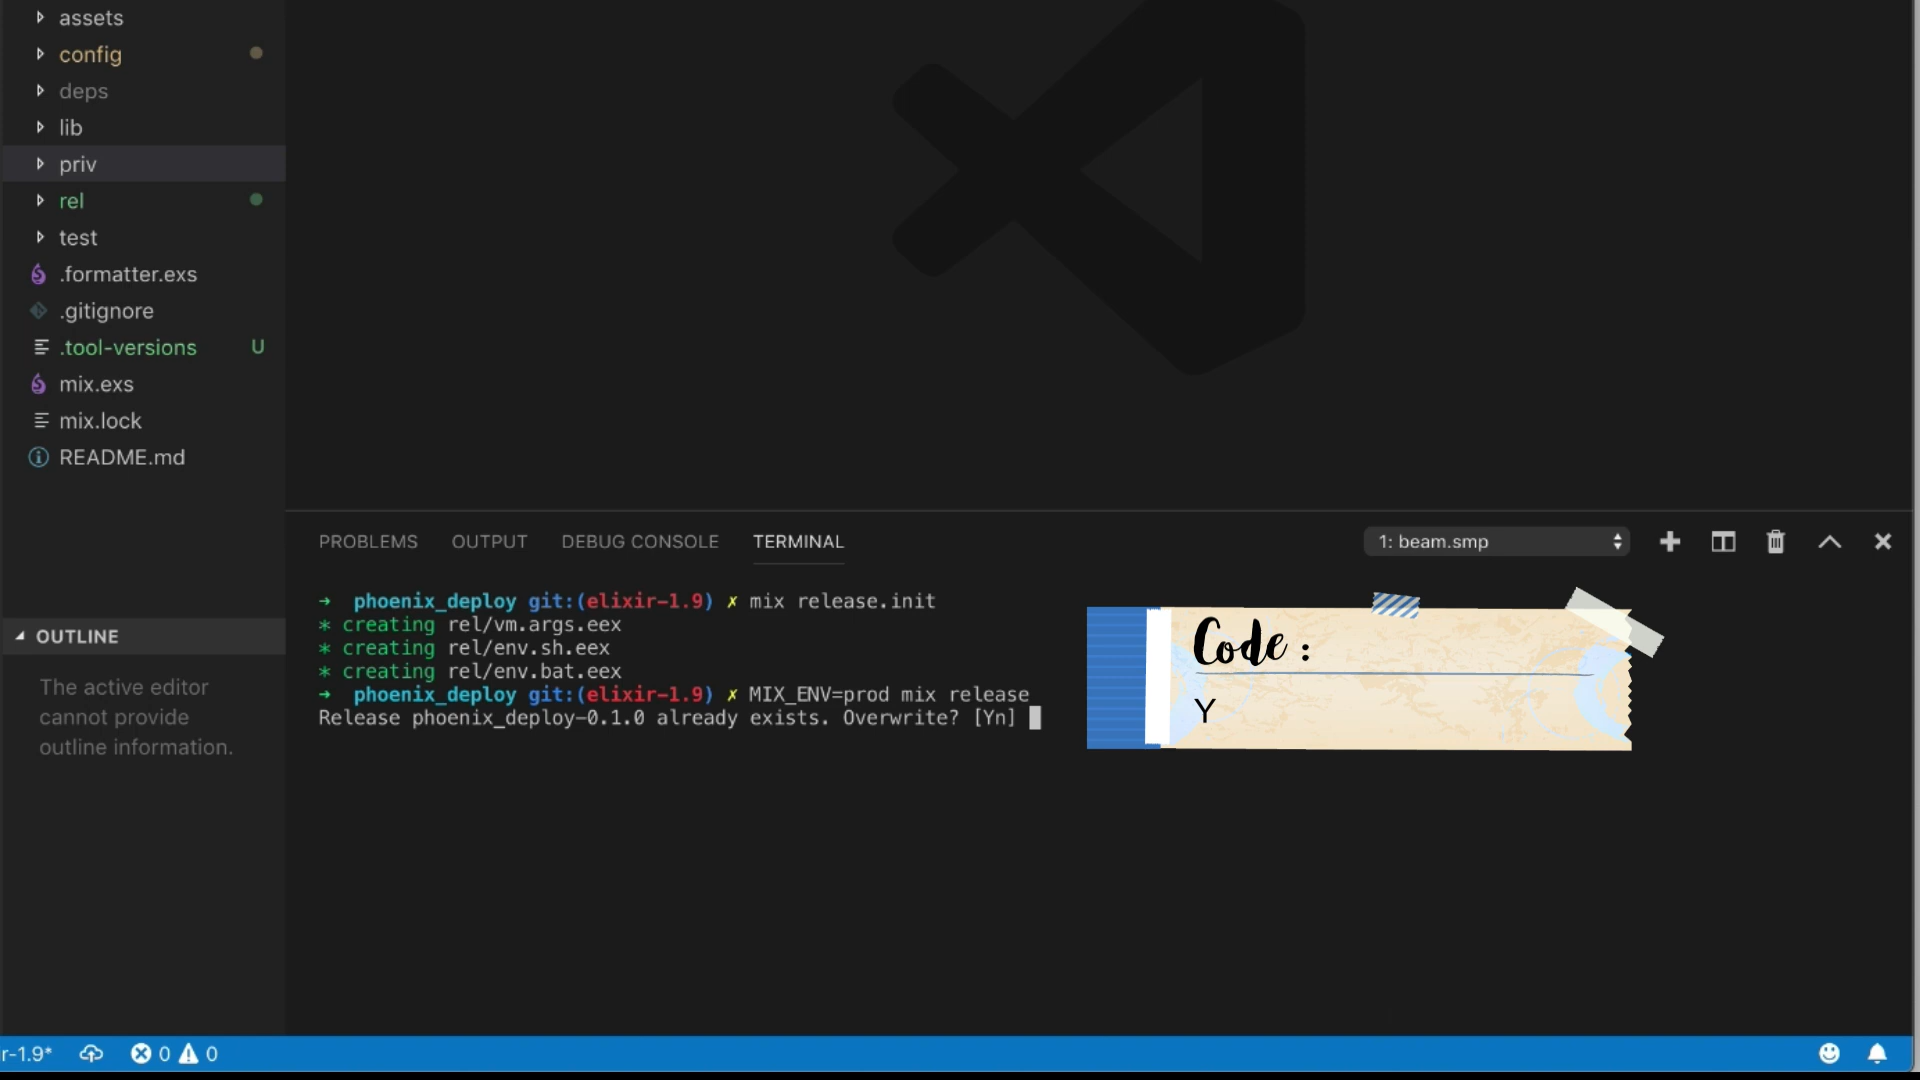 assets
config
deps
lib
priv
rel
test
.formatter.exs
.gitignore
.tool-versions U
mix.exs
mix.lock
README.md
OUTLINE
The active editor
cannot provide
outline information.
PROBLEMS OUTPUT DEBUG CONSOLE TERMINAL 1: beam.smp
➜ phoenix_deploy git:(elixir-1.9) ✗ mix release.init
* creating rel/vm.args.eex
* creating rel/env.sh.eex
* creating rel/env.bat.eex
➜ phoenix_deploy git:(elixir-1.9) ✗ MIX_ENV=prod mix release
Release phoenix_deploy-0.1.0 already exists. Overwrite? [Yn]
Code :
Y
r-1.9* 0 0